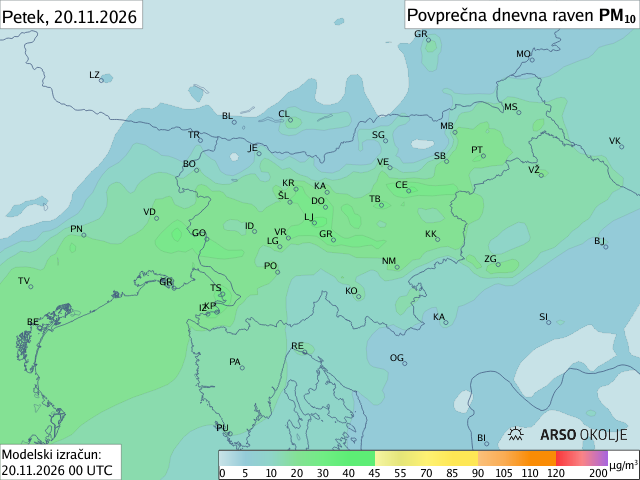 Petek, 20.11.2026
Povprečna dnevna raven PM10
GR
MO
LZ
MS
BL
CL
MB
TR
SG
VK
JE
PT
SB
BO
VE
VŽ
KR
KA
CE
ŠL
DO
TB
VD
LJ
PN
GO
ID
VR
GR
KK
LG
BJ
PO
NM
ZG
TV
GR
TS
KO
IZ
KP
BE
KA
SI
RE
OG
PA
PU
BI
ARSO OKOLJE
Modelski izračun:
20.11.2026 00 UTC
0 5 10 20 30 40 45 55 70 85 90 105 110 120 200 µg/m³